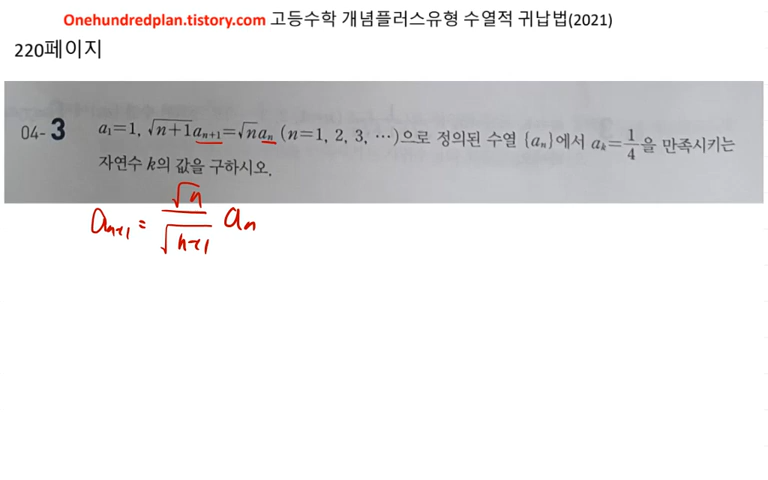 Onehundredplan.tistory.com 고등수학 개념플러스유형 수열적 귀납법(2021)
220페이지
04-3 a₁=1, √(n+1)aₙ₊₁=√naₙ (n=1, 2, 3, ⋯)으로 정의된 수열 {aₙ}에서 aₖ=1/4을 만족시키는
자연수 k의 값을 구하시오.
aₙ₊₁ = √n/√(n+1) aₙ